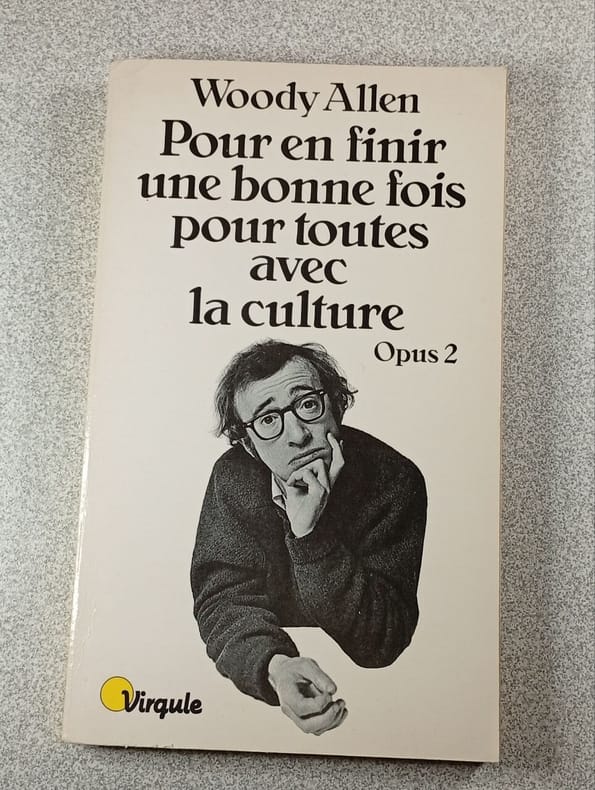 Woody Allen
Pour en finir
une bonne fois
pour toutes
avec
la culture
Opus 2
Virgule